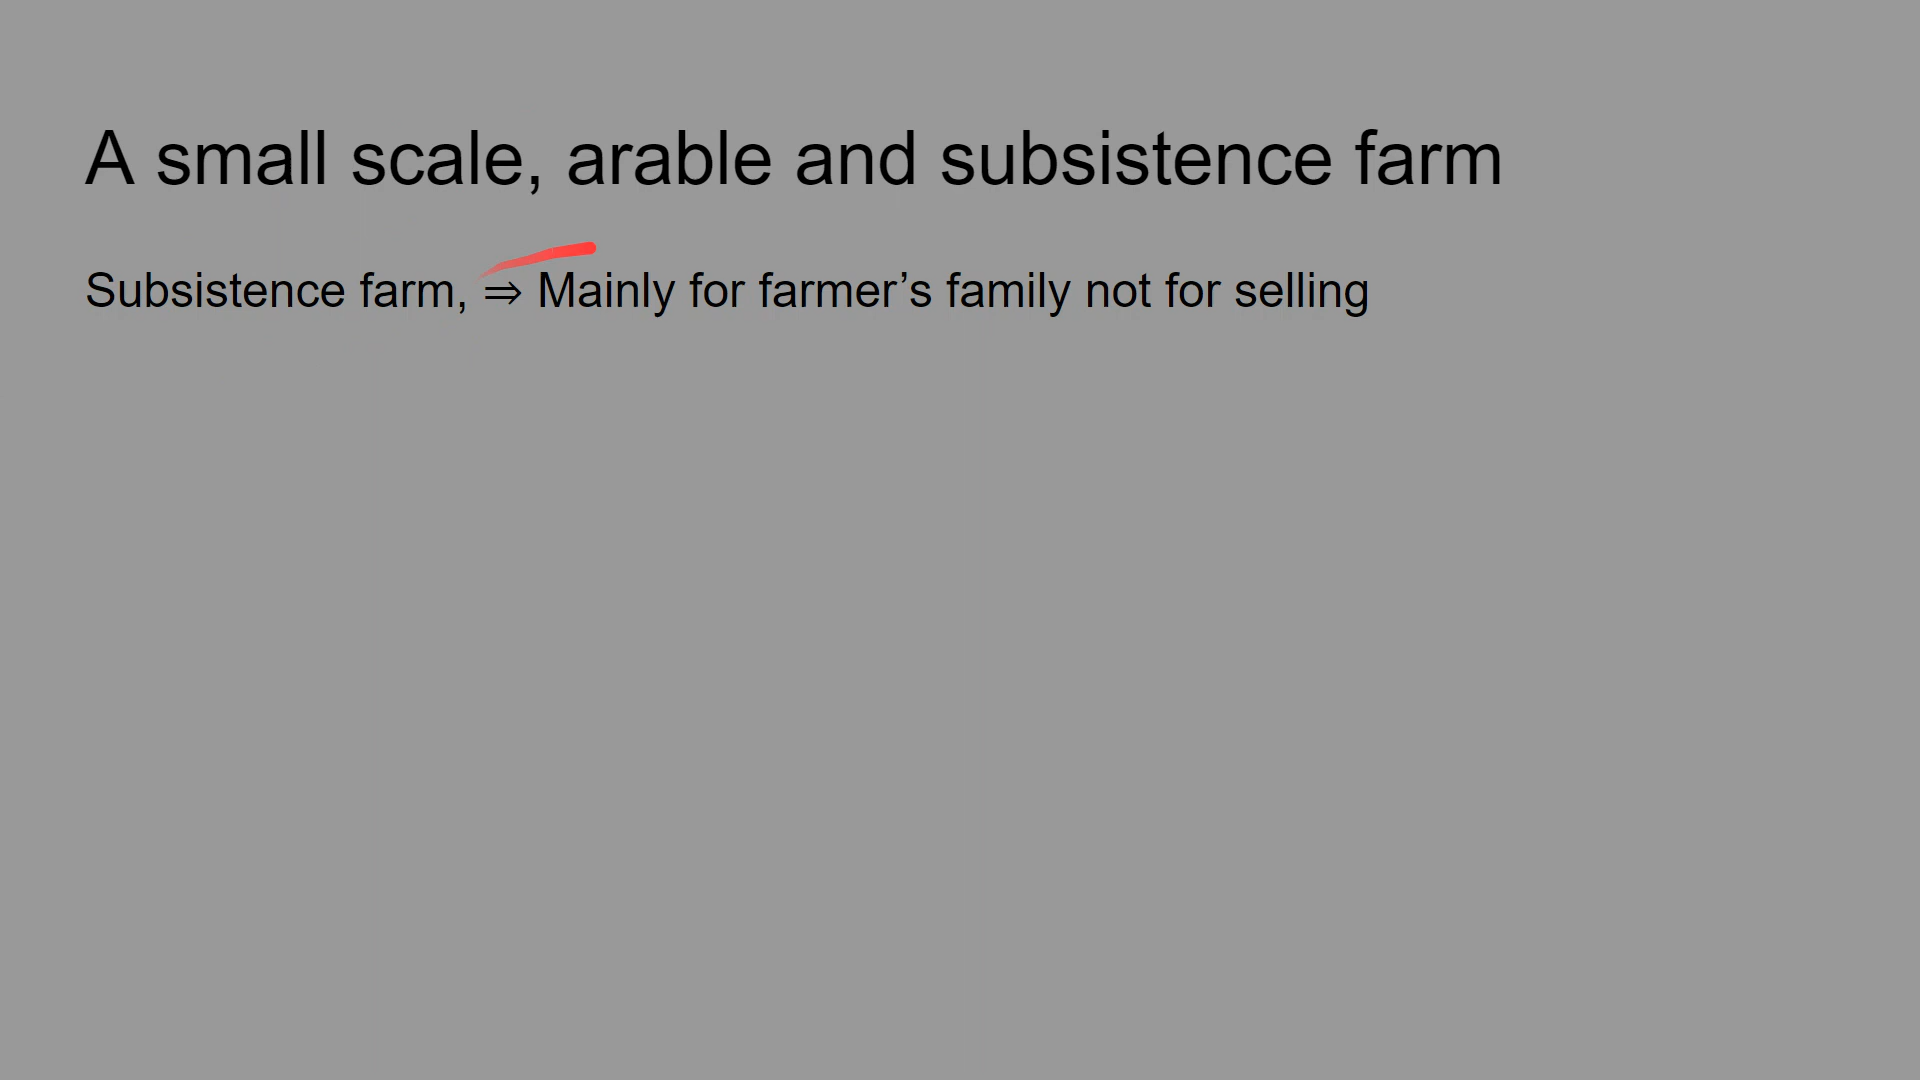 A small scale, arable and subsistence farm
Subsistence farm, ⇒ Mainly for farmer’s family not for selling